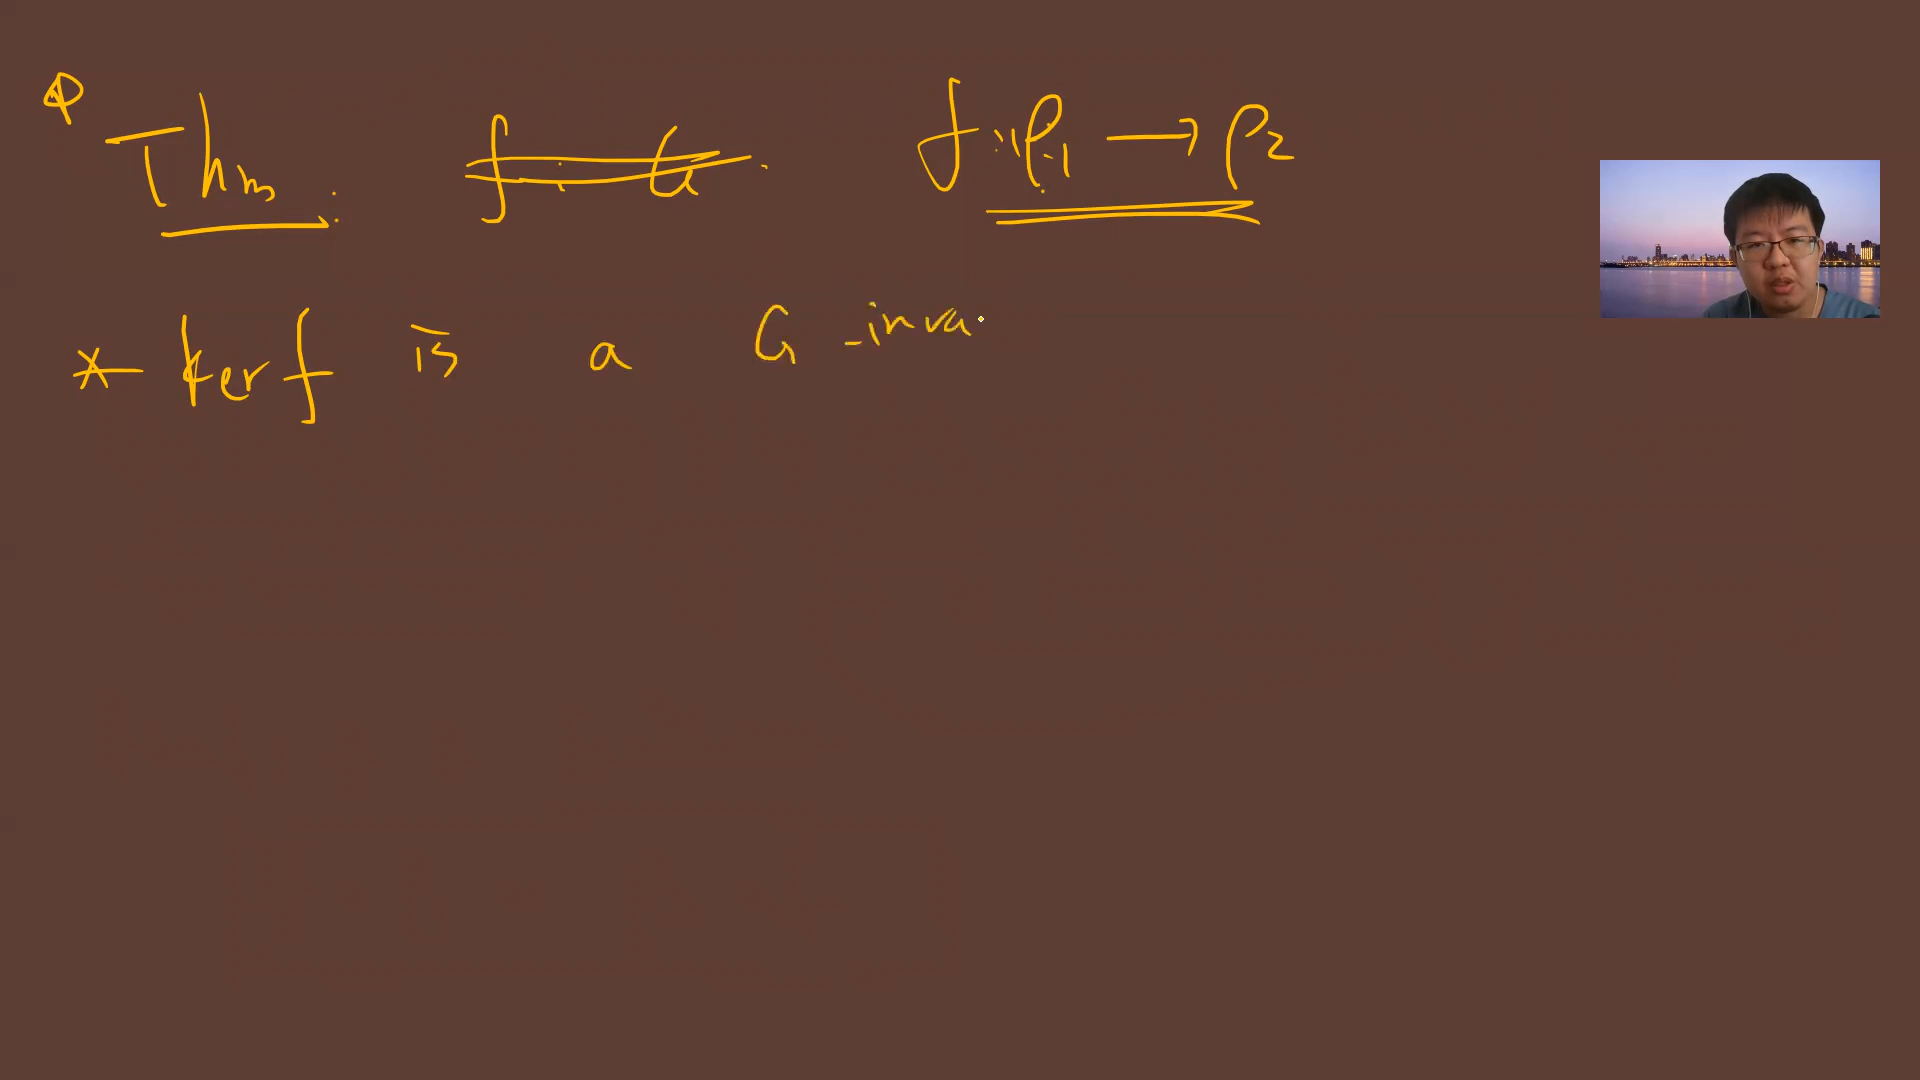 Thm: f: ρ1 → ρ2
* ker f is a G-inva